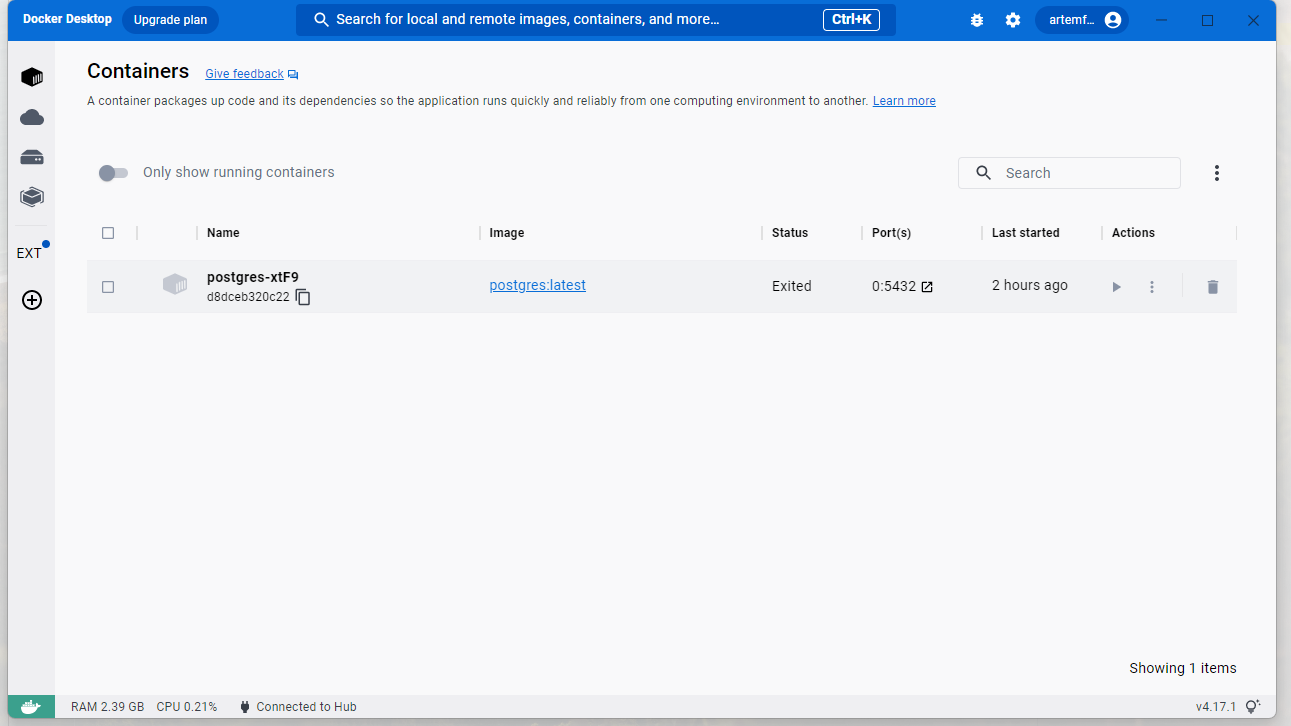 Docker Desktop Upgrade plan Search for local and remote images, containers, and more... Ctrl+K artemf...
Containers Give feedback
A container packages up code and its dependencies so the application runs quickly and reliably from one computing environment to another. Learn more
Only show running containers Search
Name Image Status Port(s) Last started Actions
EXT
postgres-xtF9
d8dceb320c22
postgres:latest Exited 0:5432 2 hours ago
Showing 1 items
RAM 2.39 GB CPU 0.21% Connected to Hub v4.17.1